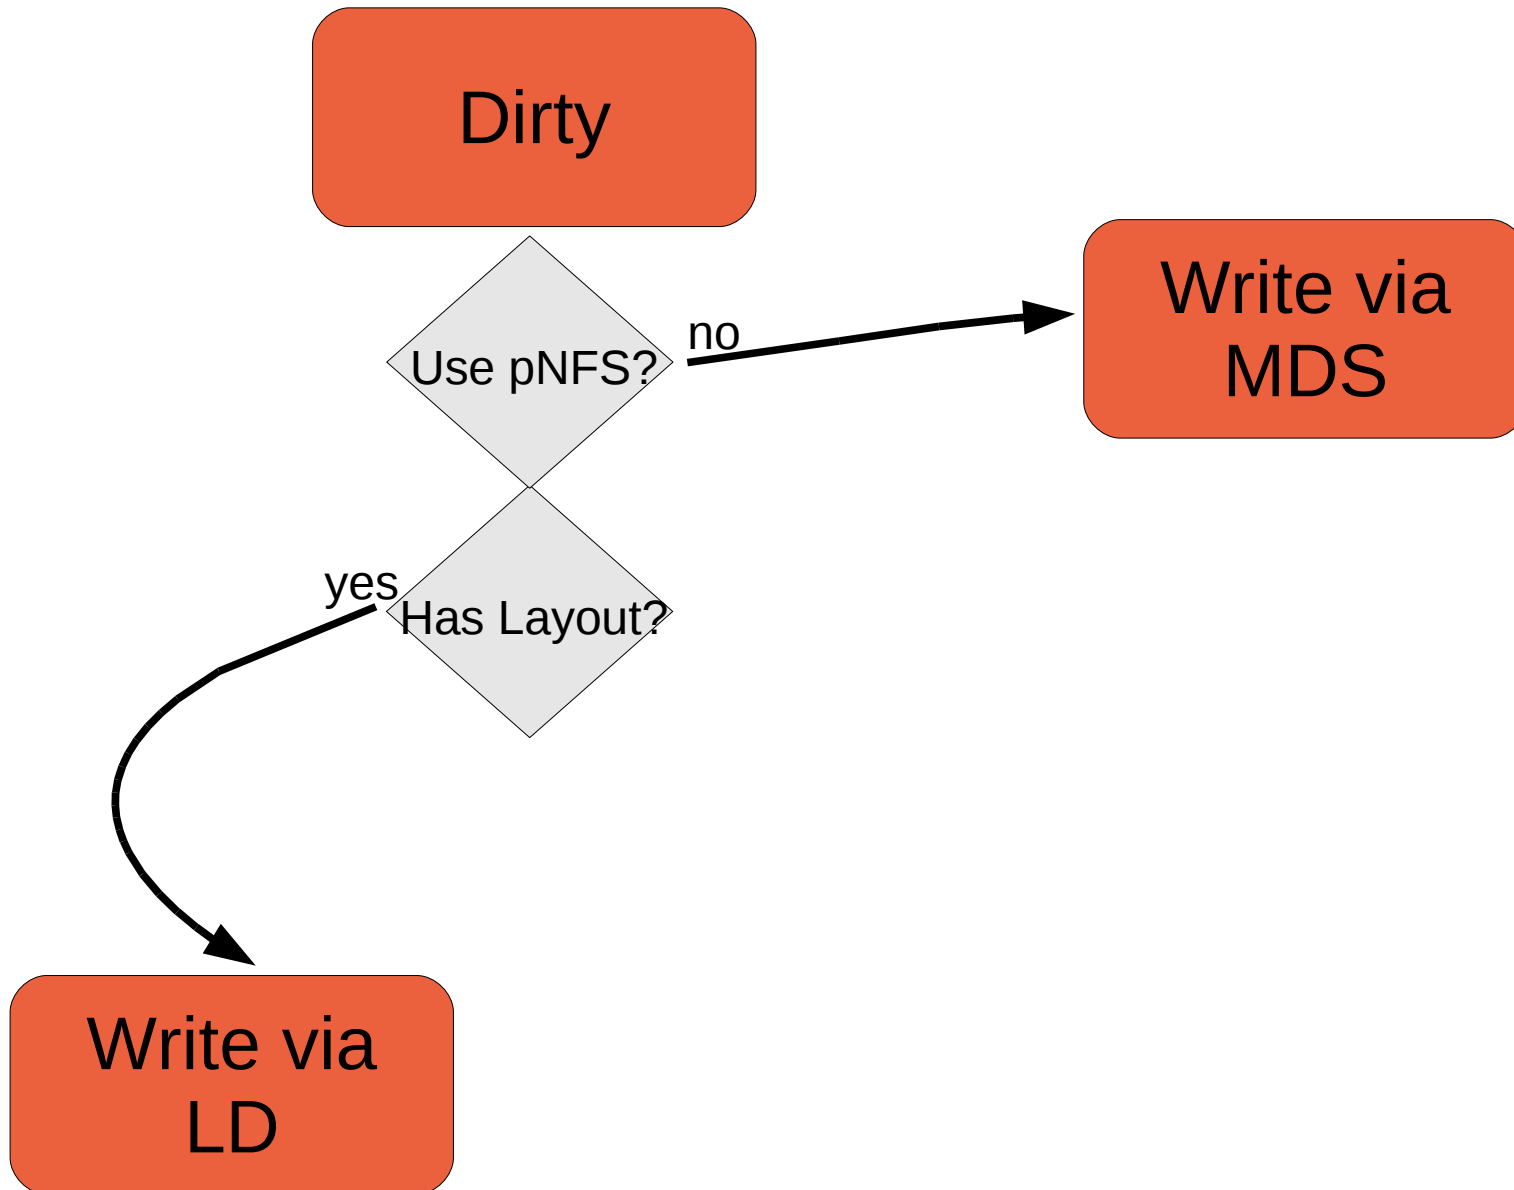 Dirty
Write via
MDS
no
Use pNFS?
yes
Has Layout?
Write via
LD